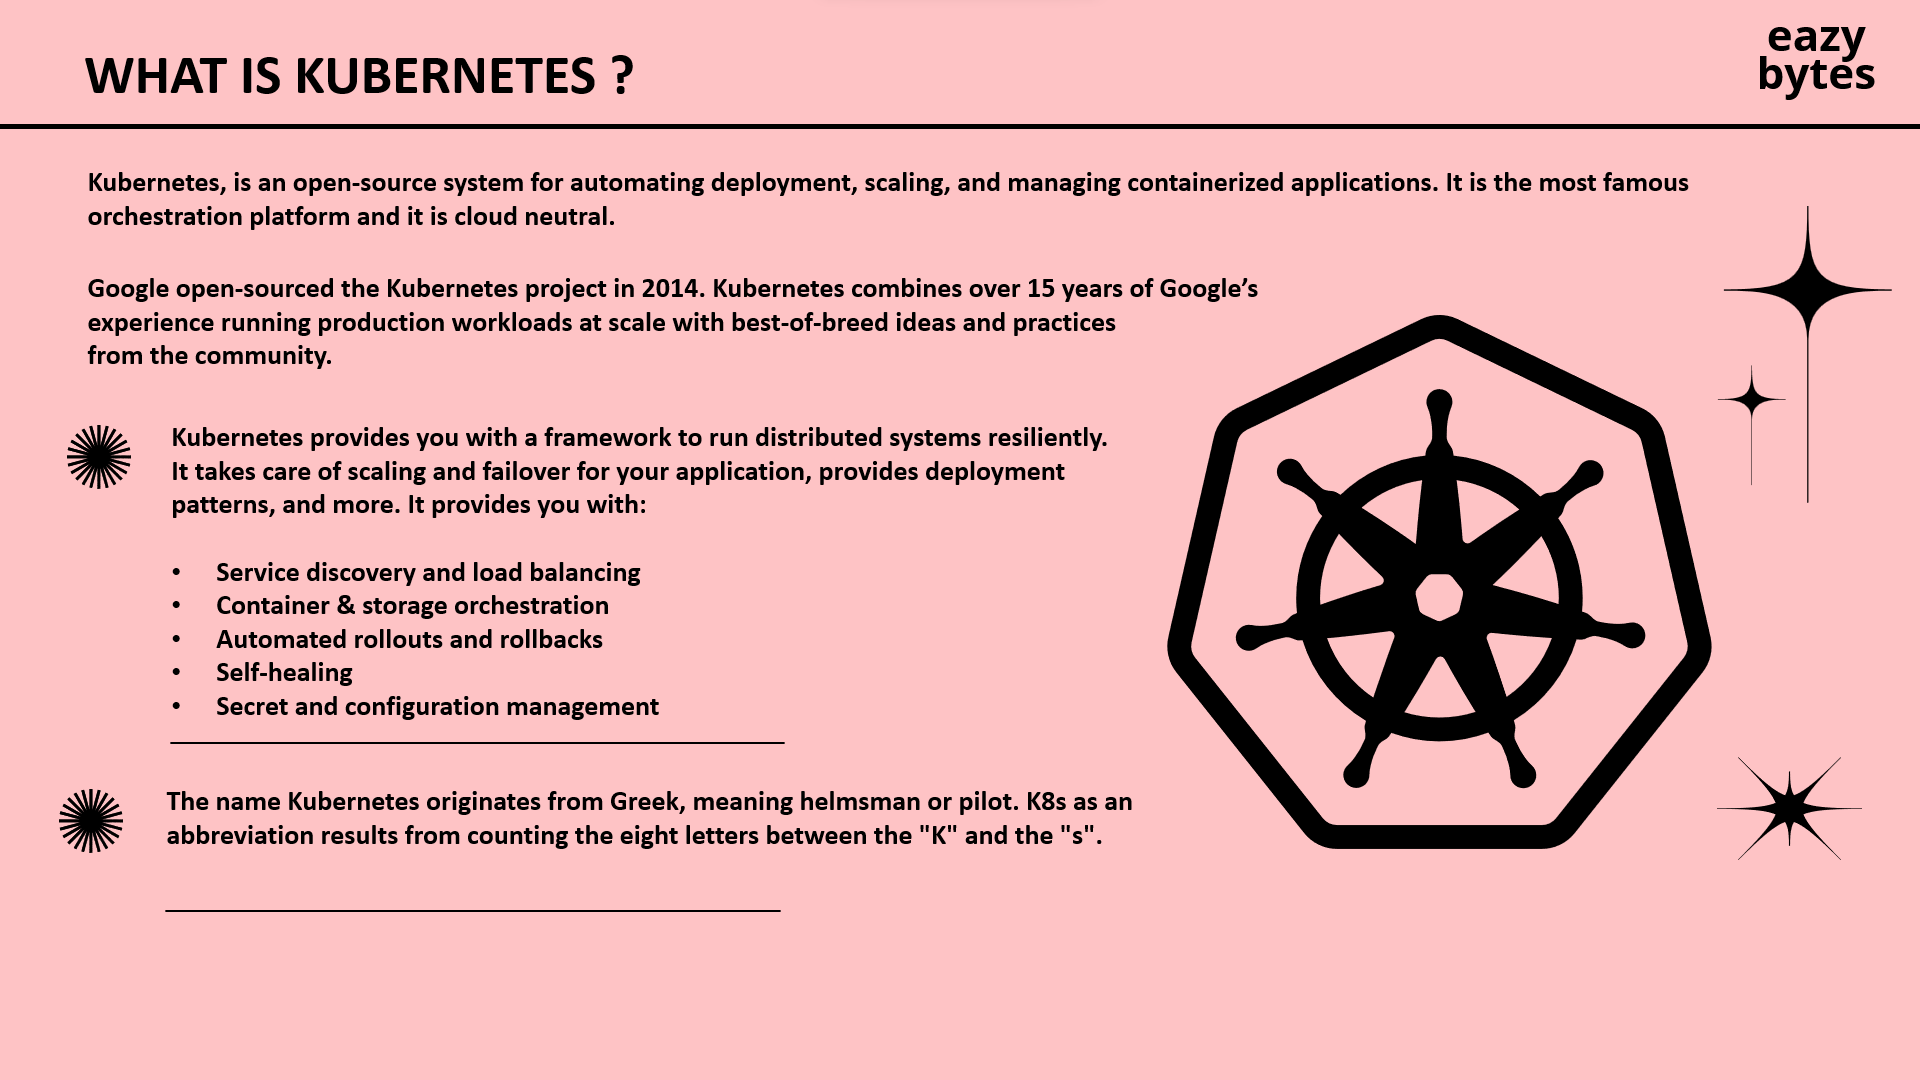 WHAT IS KUBERNETES ?
eazy
bytes
Kubernetes, is an open-source system for automating deployment, scaling, and managing containerized applications. It is the most famous
orchestration platform and it is cloud neutral.
Google open-sourced the Kubernetes project in 2014. Kubernetes combines over 15 years of Google’s
experience running production workloads at scale with best-of-breed ideas and practices
from the community.
Kubernetes provides you with a framework to run distributed systems resiliently.
It takes care of scaling and failover for your application, provides deployment
patterns, and more. It provides you with:
• Service discovery and load balancing
• Container & storage orchestration
• Automated rollouts and rollbacks
• Self-healing
• Secret and configuration management
The name Kubernetes originates from Greek, meaning helmsman or pilot. K8s as an
abbreviation results from counting the eight letters between the "K" and the "s".